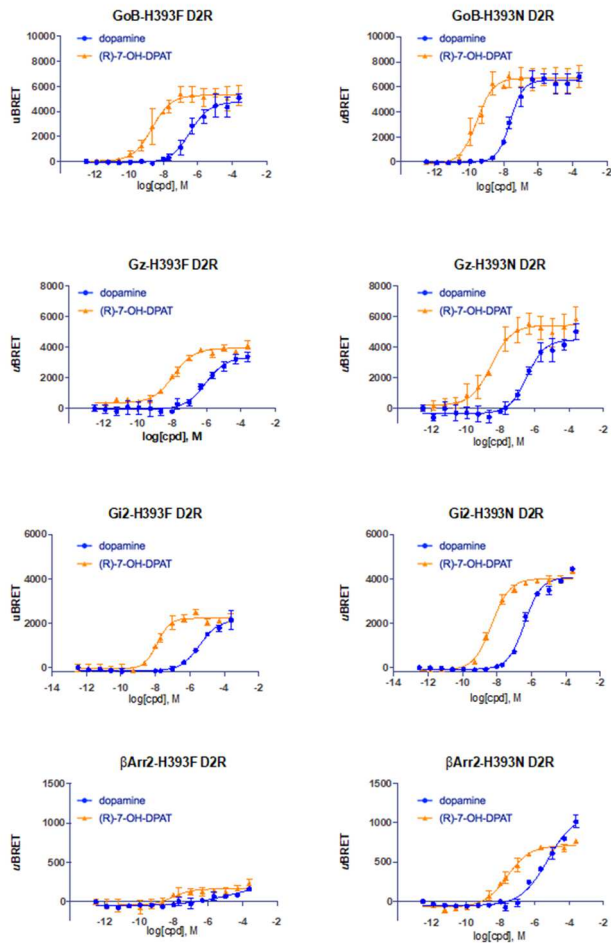 GoB-H393F D2R
dopamine
(R)-7-OH-DPAT
uBRET
10000
8000
6000
4000
2000
0
-12 -10 -8 -6 -4 -2
log[cpd], M
GoB-H393N D2R
dopamine
(R)-7-OH-DPAT
uBRET
10000
8000
6000
4000
2000
0
-12 -10 -8 -6 -4 -2
log[cpd], M
Gz-H393F D2R
dopamine
(R)-7-OH-DPAT
uBRET
8000
6000
4000
2000
0
-14 -12 -10 -8 -6 -4 -2
log[cpd], M
Gz-H393N D2R
dopamine
(R)-7-OH-DPAT
uBRET
8000
6000
4000
2000
0
-12 -10 -8 -6 -4 -2
log[cpd], M
Gi2-H393F D2R
dopamine
(R)-7-OH-DPAT
uBRET
6000
4000
2000
0
-14 -12 -10 -8 -6 -4 -2
log[cpd], M
Gi2-H393N D2R
dopamine
(R)-7-OH-DPAT
uBRET
6000
4000
2000
0
-14 -12 -10 -8 -6 -4 -2
log[cpd], M
βArr2-H393F D2R
dopamine
(R)-7-OH-DPAT
uBRET
1500
1000
500
0
-14 -12 -10 -8 -6 -4 -2
log[cpd], M
βArr2-H393N D2R
dopamine
(R)-7-OH-DPAT
uBRET
1500
1000
500
0
-12 -10 -8 -6 -4 -2
log[cpd], M